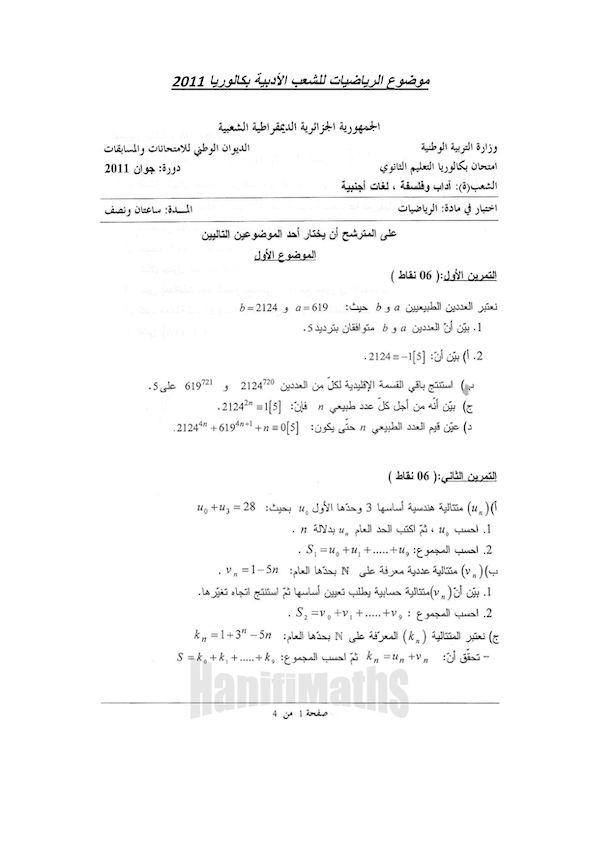 موضوع الرياضيات للشعب الأدبية بكالوريا 2011
الجمهورية الجزائرية الديمقراطية الشعبية
وزارة التربية الوطنية الديوان الوطني للامتحانات والمسابقات
امتحان بكالوريا التعليم الثانوي دورة: جوان 2011
الشعب(ة): آداب وفلسفة ، لغات أجنبية
اختبار في مادة: الرياضيات المدة: ساعتان ونصف
على المترشح أن يختار أحد الموضوعين التاليين
الموضوع الأول
التمرين الأول:( 06 نقاط )
نعتبر العددين الطبيعيين a و b حيث: a = 619 و b = 2124
1. بيّن أنّ العددين a و b متوافقان بترديد 5.
2. أ) بيّن أنّ: 2124 ≡ −1[5] .
ب) استنتج باقي القسمة الإقليدية لكلّ من العددين 2124^720 و 619^721 على 5.
ج) بيّن أنّه من أجل كلّ عدد طبيعي n فإنّ: 2124^2n ≡ 1[5].
د) عيّن قيم العدد الطبيعي n حتّى يكون: 2124^4n + 619^4n+1 + n ≡ 0[5].
التمرين الثاني:( 06 نقاط )
أ) (u_n) متتالية هندسية أساسها 3 وحدّها الأول u_0 بحيث: u_0 + u_3 = 28
1. احسب u_0 ، ثمّ اكتب الحد العام u_n بدلالة n .
2. احسب المجموع: S_1 = u_0 + u_1 + ..... + u_9 .
ب) (v_n) متتالية عددية معرفة على ℕ بحدّها العام: v_n = 1 − 5n .
1. بيّن أنّ (v_n) متتالية حسابية يطلب تعيين أساسها ثمّ استنتج اتجاه تغيّرها.
2. احسب المجموع : S_2 = v_0 + v_1 + ..... + v_9 .
ج) نعتبر المتتالية (k_n) المعرّفة على ℕ بحدّها العام: k_n = 1 + 3^n − 5n
– تحقّق أنّ: k_n = u_n + v_n ثمّ احسب المجموع: S = k_0 + k_1 + ..... + k_9
HanifiMaths
صفحة 1 من 4